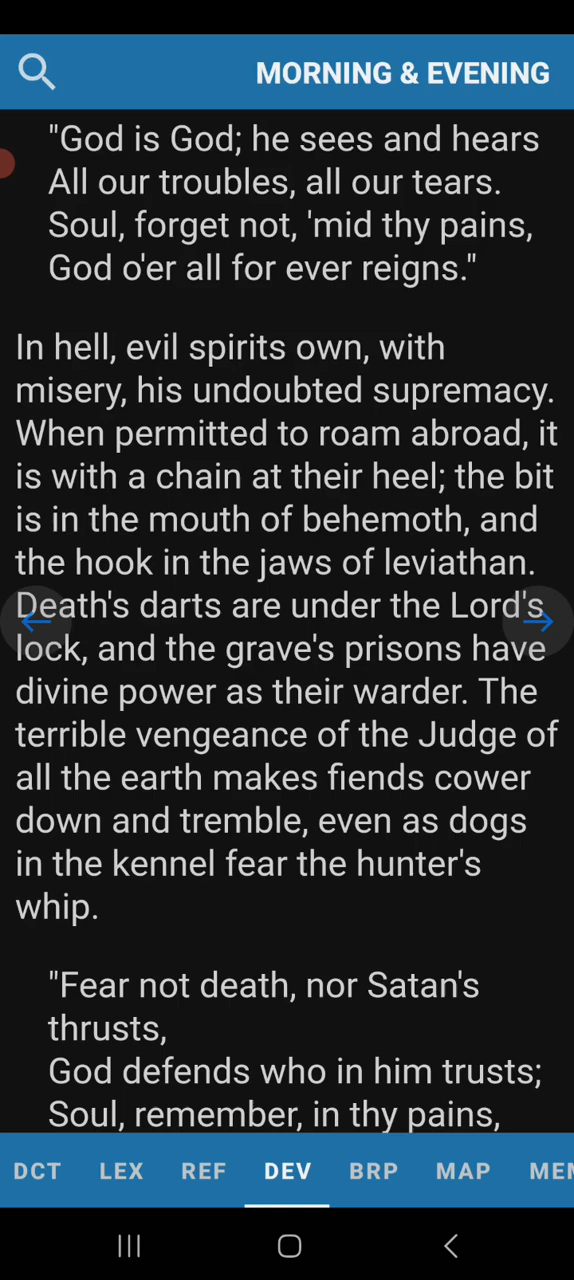 MORNING & EVENING
"God is God; he sees and hears
All our troubles, all our tears.
Soul, forget not, 'mid thy pains,
God o'er all for ever reigns."
In hell, evil spirits own, with
misery, his undoubted supremacy.
When permitted to roam abroad, it
is with a chain at their heel; the bit
is in the mouth of behemoth, and
the hook in the jaws of leviathan.
Death's darts are under the Lord's
lock, and the grave's prisons have
divine power as their warder. The
terrible vengeance of the Judge of
all the earth makes fiends cower
down and tremble, even as dogs
in the kennel fear the hunter's
whip.
"Fear not death, nor Satan's
thrusts,
God defends who in him trusts;
Soul, remember, in thy pains,
DCT LEX REF DEV BRP MAP